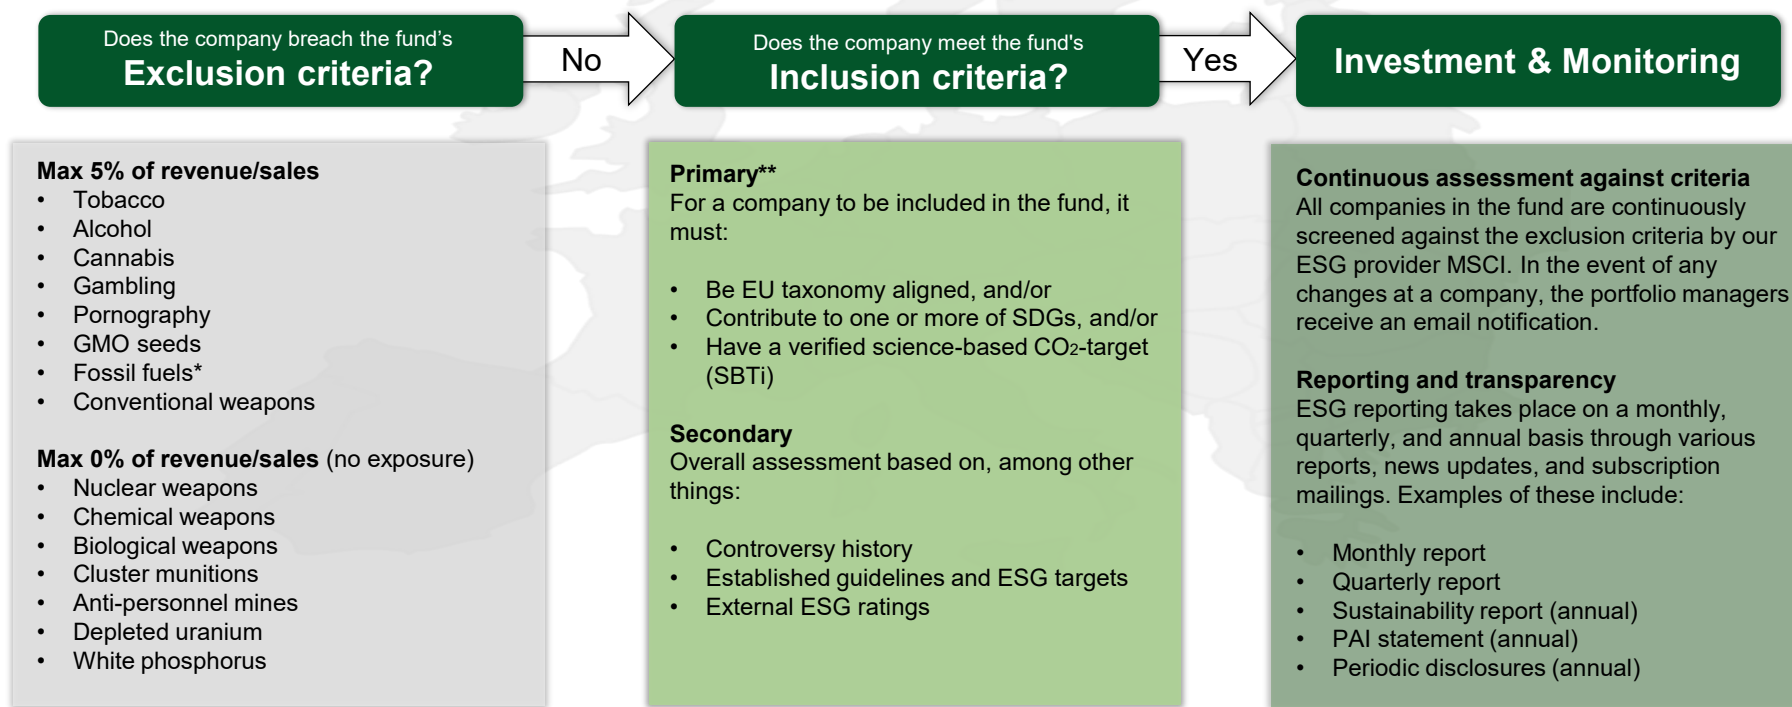 Does the company breach the fund's
Exclusion criteria?
No
Does the company meet the fund's
Inclusion criteria?
Yes
Investment & Monitoring
Max 5% of revenue/sales
• Tobacco
• Alcohol
• Cannabis
• Gambling
• Pornography
• GMO seeds
• Fossil fuels*
• Conventional weapons
Max 0% of revenue/sales (no exposure)
• Nuclear weapons
• Chemical weapons
• Biological weapons
• Cluster munitions
• Anti-personnel mines
• Depleted uranium
• White phosphorus
Primary**
For a company to be included in the fund, it
must:
• Be EU taxonomy aligned, and/or
• Contribute to one or more of SDGs, and/or
• Have a verified science-based CO₂-target
(SBTi)
Secondary
Overall assessment based on, among other
things:
• Controversy history
• Established guidelines and ESG targets
• External ESG ratings
Continuous assessment against criteria
All companies in the fund are continuously
screened against the exclusion criteria by our
ESG provider MSCI. In the event of any
changes at a company, the portfolio managers
receive an email notification.
Reporting and transparency
ESG reporting takes place on a monthly,
quarterly, and annual basis through various
reports, news updates, and subscription
mailings. Examples of these include:
• Monthly report
• Quarterly report
• Sustainability report (annual)
• PAI statement (annual)
• Periodic disclosures (annual)